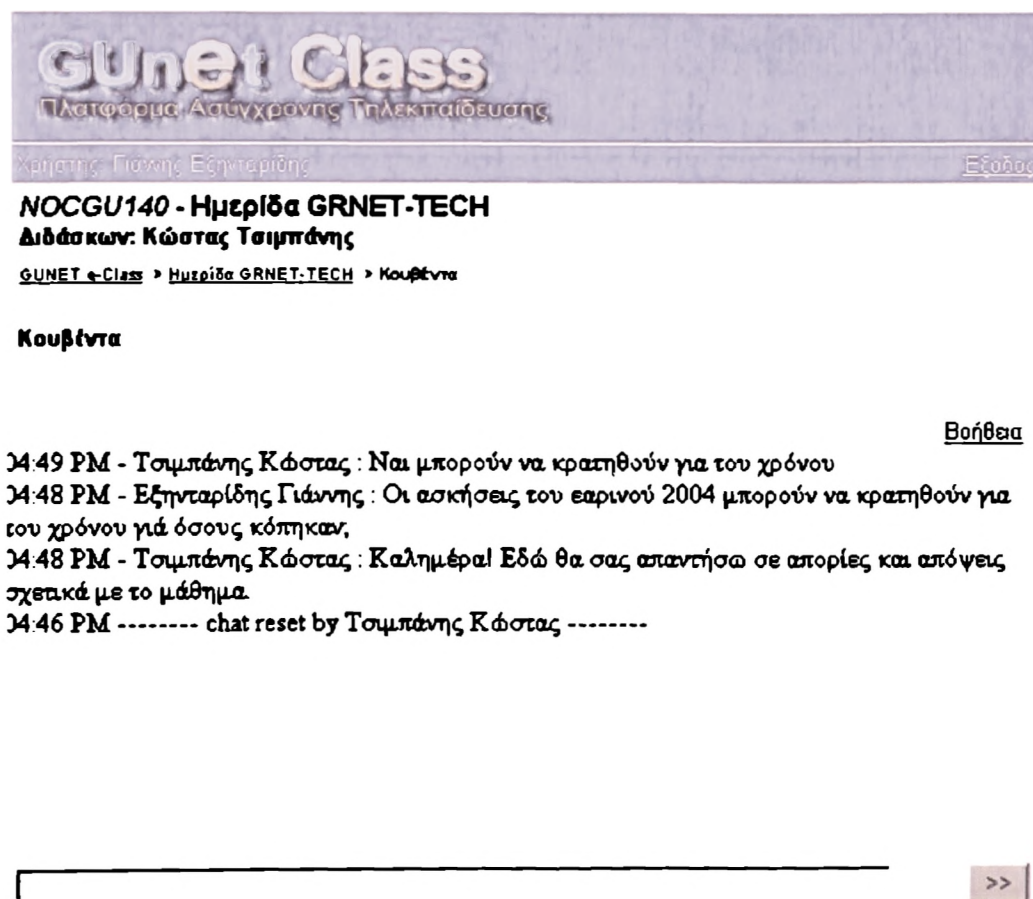 GUnet Class
Πλατφόρμα Ασύγχρονης Τηλεκπαίδευσης
Χρήστης: Γιάννης Εξηνταρίδης Έξοδος
NOCGU140 - Ημερίδα GRNET-TECH
Διδάσκων: Κώστας Τσιμπάνης
GUNET e-Class > Ημερίδα GRNET-TECH > Κουβέντα
Κουβέντα
Βοήθεια
04:49 PM - Τσιμπάνης Κώστας : Ναι μπορούν να κρατηθούν για του χρόνου
04:48 PM - Εξηνταρίδης Γιάννης : Οι ασκήσεις του εαρινού 2004 μπορούν να κρατηθούν για
του χρόνου γιά όσους κόπηκαν;
04:48 PM - Τσιμπάνης Κώστας : Καλημέρα! Εδώ θα σας απαντήσω σε απορίες και απόψεις
σχετικά με το μάθημα.
04:46 PM -------- chat reset by Τσιμπάνης Κώστας --------
>>